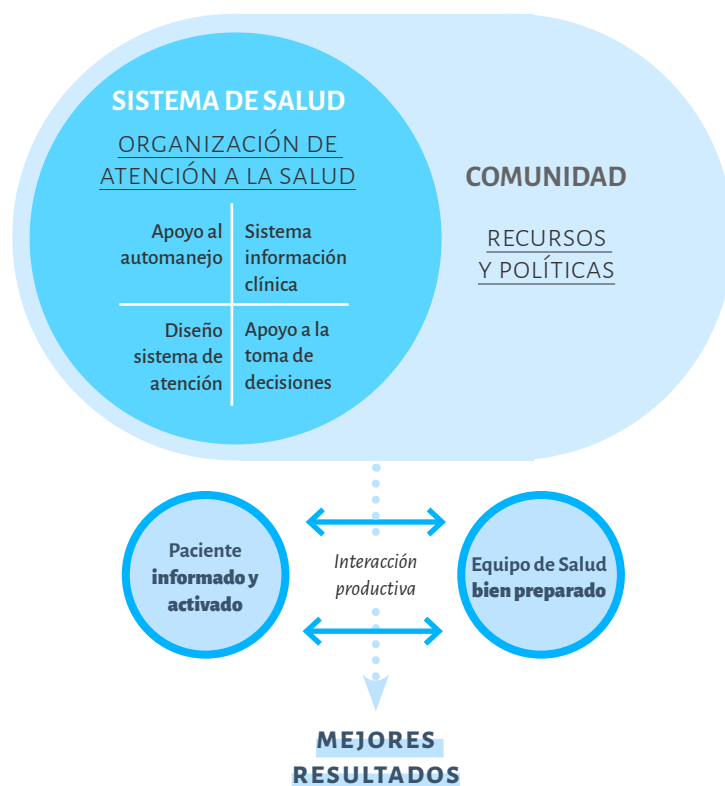 SISTEMA DE SALUD
ORGANIZACIÓN DE
ATENCIÓN A LA SALUD
Apoyo al
automanejo
Sistema
información
clínica
Diseño
sistema de
atención
Apoyo a la
toma de
decisiones
COMUNIDAD
RECURSOS
Y POLÍTICAS
Paciente
informado y
activado
Interacción
productiva
Equipo de Salud
bien preparado
MEJORES
RESULTADOS